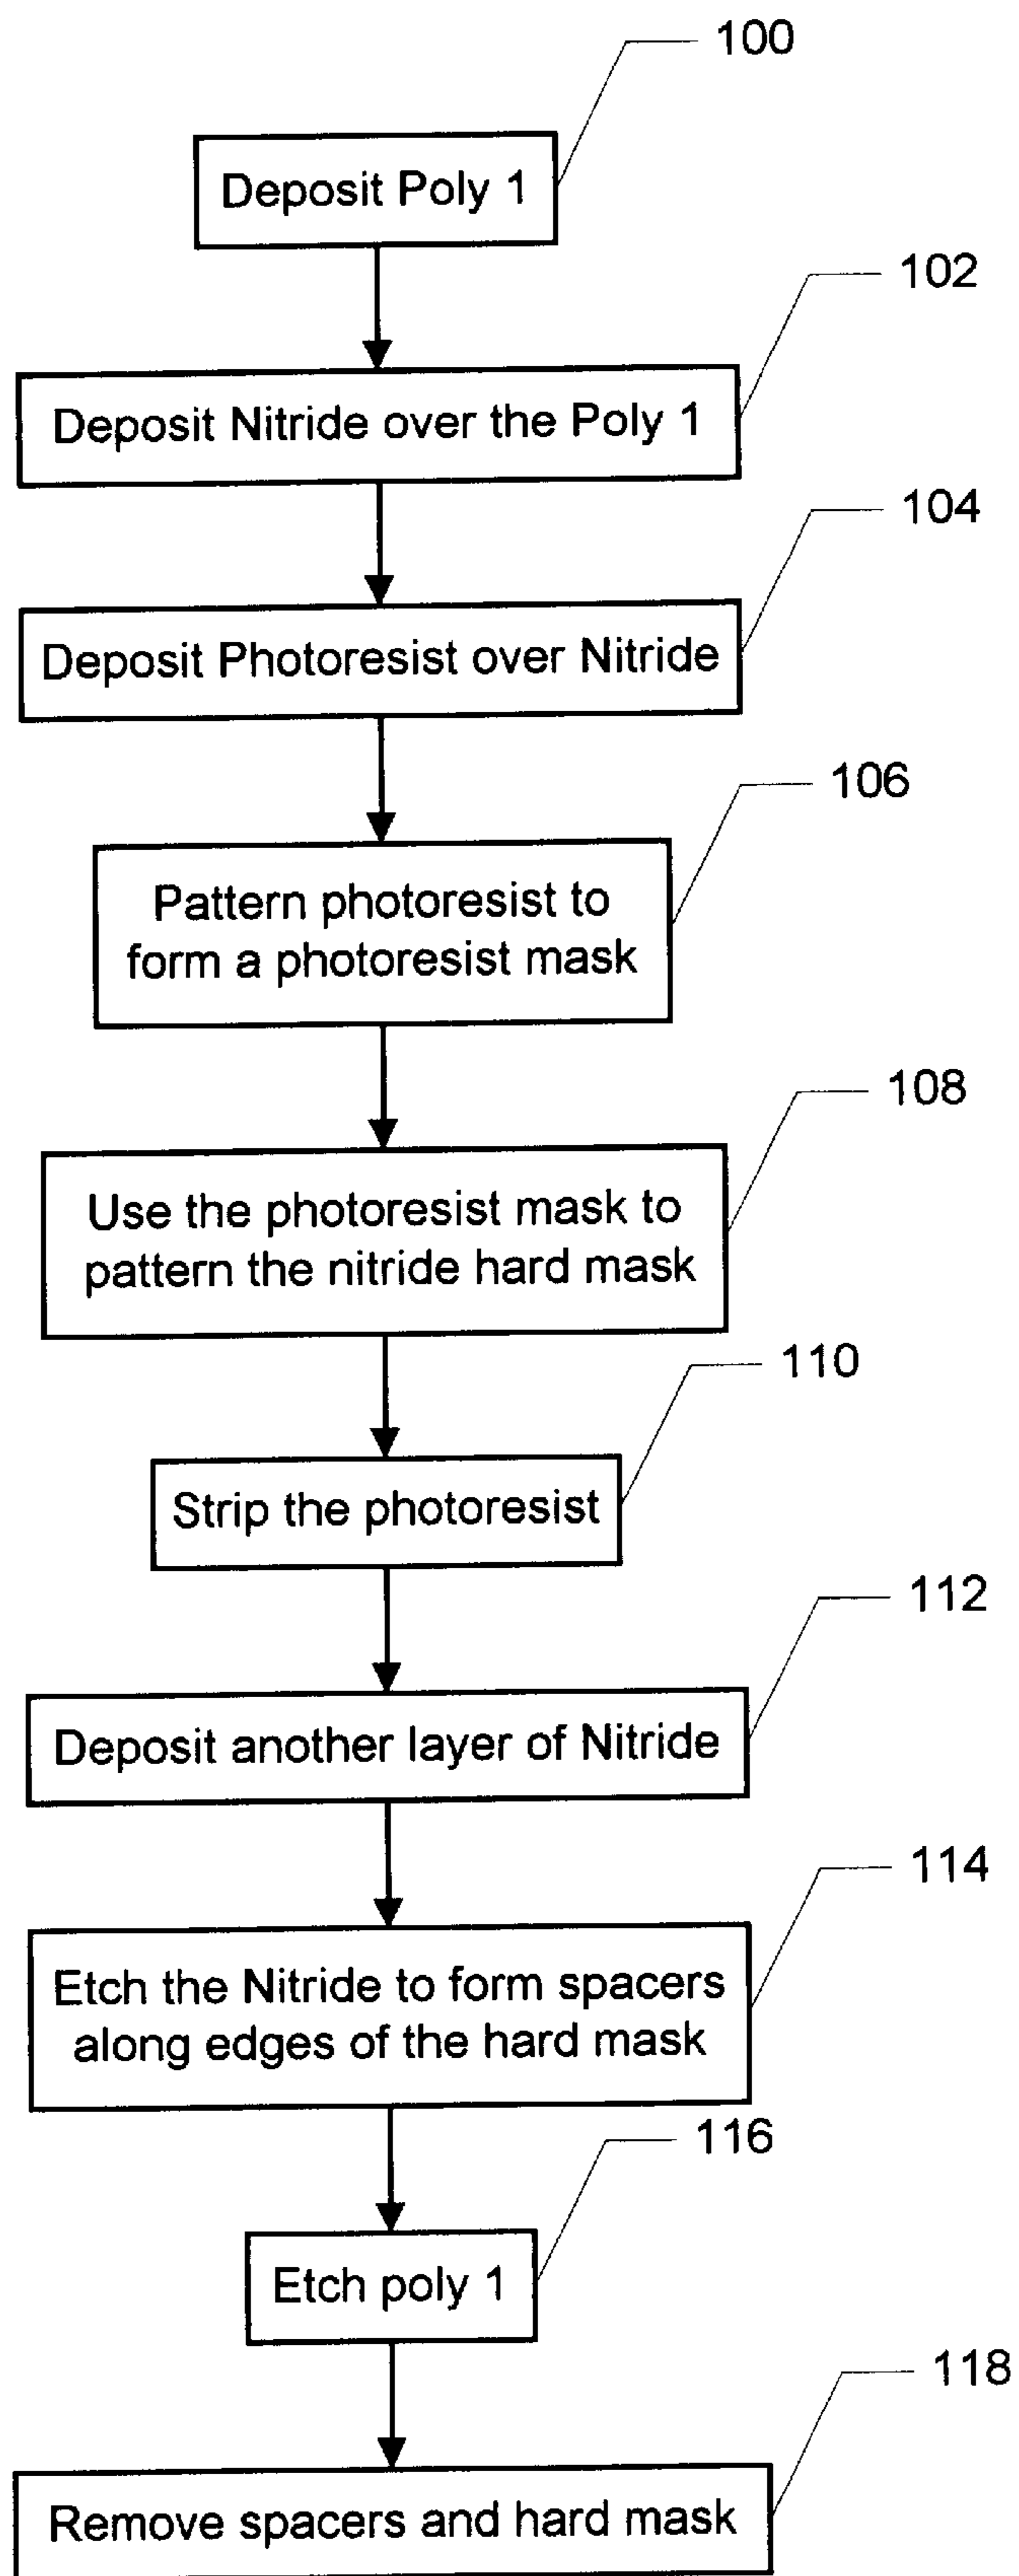 100
Deposit Poly 1
102
Deposit Nitride over the Poly 1
104
Deposit Photoresist over Nitride
106
Pattern photoresist to
form a photoresist mask
108
Use the photoresist mask to
pattern the nitride hard mask
110
Strip the photoresist
112
Deposit another layer of Nitride
114
Etch the Nitride to form spacers
along edges of the hard mask
116
Etch poly 1
118
Remove spacers and hard mask